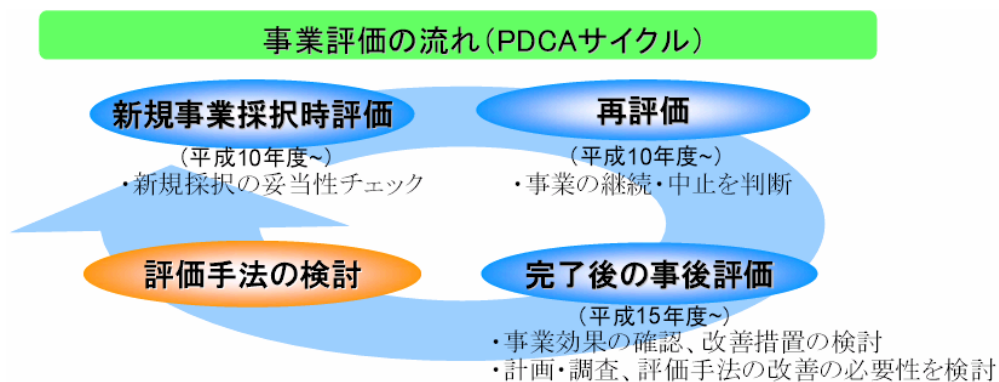 事業評価の流れ(PDCAサイクル)
新規事業採択時評価
(平成10年度~)
・新規採択の妥当性チェック
再評価
(平成10年度~)
・事業の継続・中止を判断
評価手法の検討
完了後の事後評価
(平成15年度~)
・事業効果の確認、改善措置の検討
・計画・調査、評価手法の改善の必要性を検討